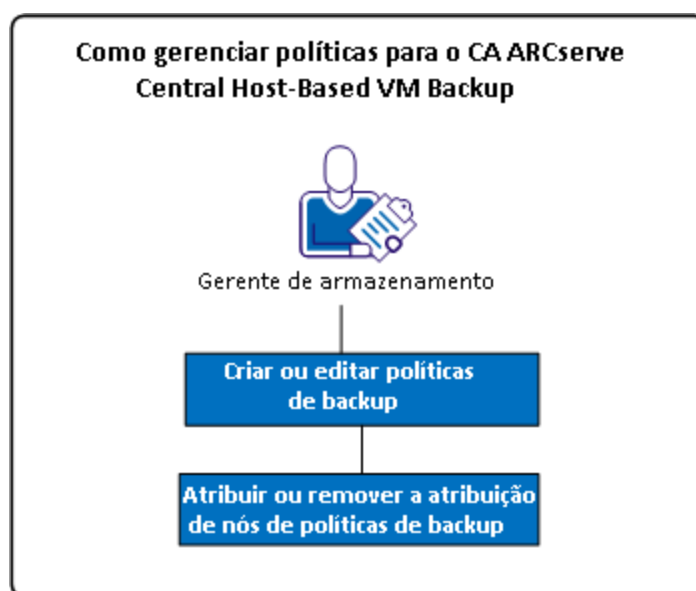 Como gerenciar políticas para o CA ARCserve
Central Host-Based VM Backup
Gerente de armazenamento
Criar ou editar políticas
de backup
Atribuir ou remover a atribuição
de nós de políticas de backup